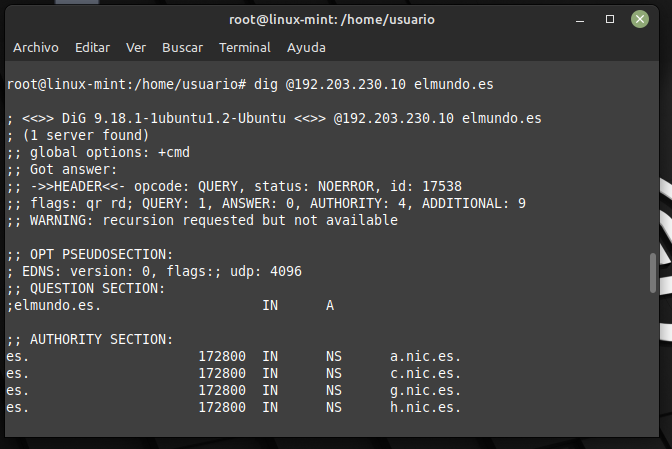 root@linux-mint: /home/usuario
Archivo Editar Ver Buscar Terminal Ayuda
root@linux-mint:/home/usuario# dig @192.203.230.10 elmundo.es
; <<>> DiG 9.18.1-1ubuntu1.2-Ubuntu <<>> @192.203.230.10 elmundo.es
; (1 server found)
;; global options: +cmd
;; Got answer:
;; ->>HEADER<<- opcode: QUERY, status: NOERROR, id: 17538
;; flags: qr rd; QUERY: 1, ANSWER: 0, AUTHORITY: 4, ADDITIONAL: 9
;; WARNING: recursion requested but not available
;; OPT PSEUDOSECTION:
; EDNS: version: 0, flags:; udp: 4096
;; QUESTION SECTION:
;elmundo.es. IN A
;; AUTHORITY SECTION:
es. 172800 IN NS a.nic.es.
es. 172800 IN NS c.nic.es.
es. 172800 IN NS g.nic.es.
es. 172800 IN NS h.nic.es.